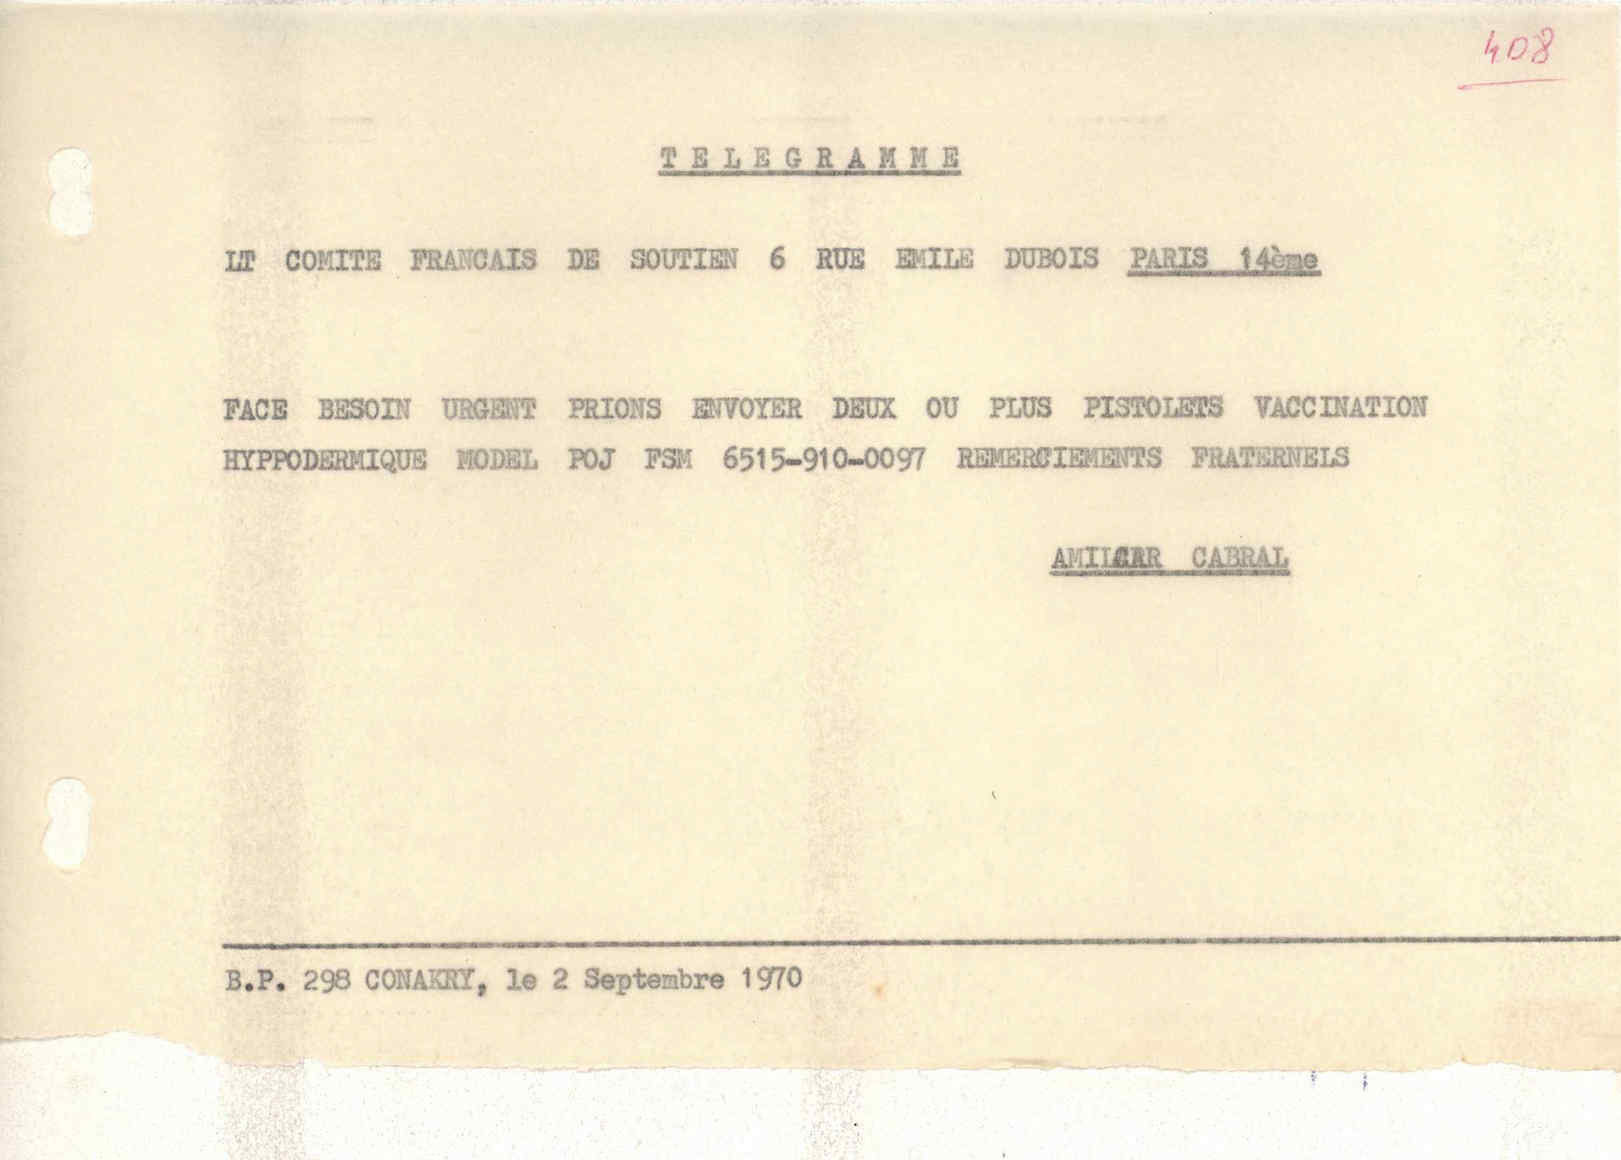 408
TELEGRAMME
LT COMITE FRANCAIS DE SOUTIEN 6 RUE EMILE DUBOIS PARIS 14ème
FACE BESOIN URGENT PRIONS ENVOYER DEUX OU PLUS PISTOLETS VACCINATION
HYPPODERMIQUE MODEL POJ FSM 6515-910-0097 REMERCIEMENTS FRATERNELS
AMILCAR CABRAL
B.P. 298 CONAKRY, le 2 Septembre 1970